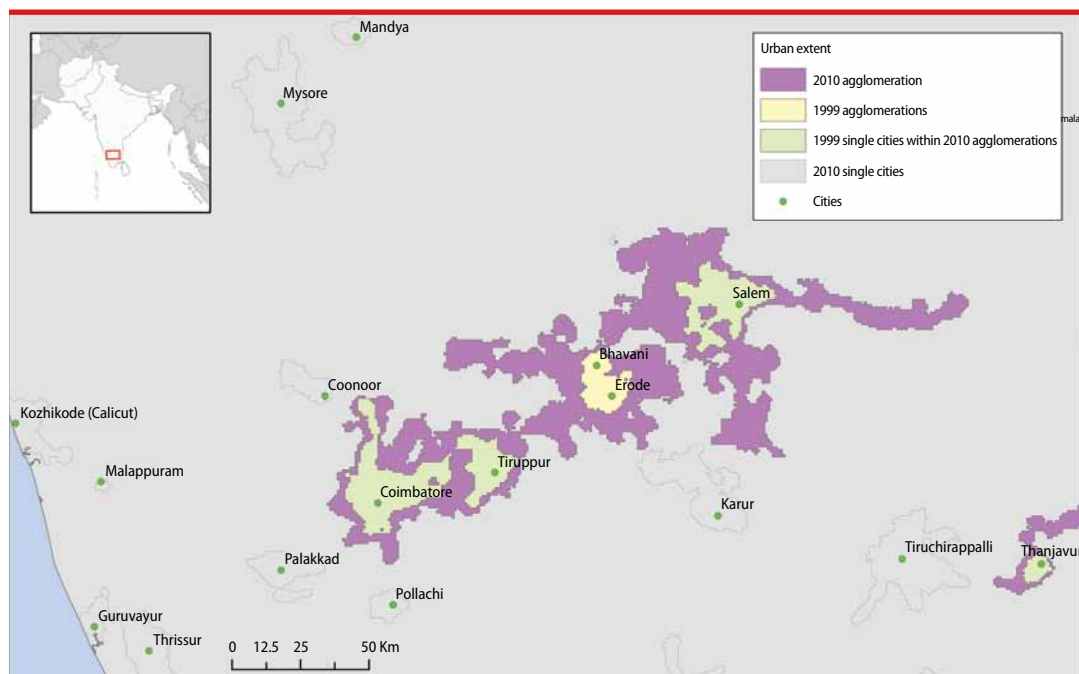 Mandya
Mysore
Urban extent
2010 agglomeration
1999 agglomerations
1999 single cities within 2010 agglomerations
2010 single cities
Cities
mala
Salem
Bhavani
Erode
Coonoor
Kozhikode (Calicut)
Malappuram
Tiruppur
Coimbatore
Karur
Palakkad
Pollachi
Tiruchirappalli
Thanjavur
Guruvayur
Thrissur
0 12.5 25 50 Km